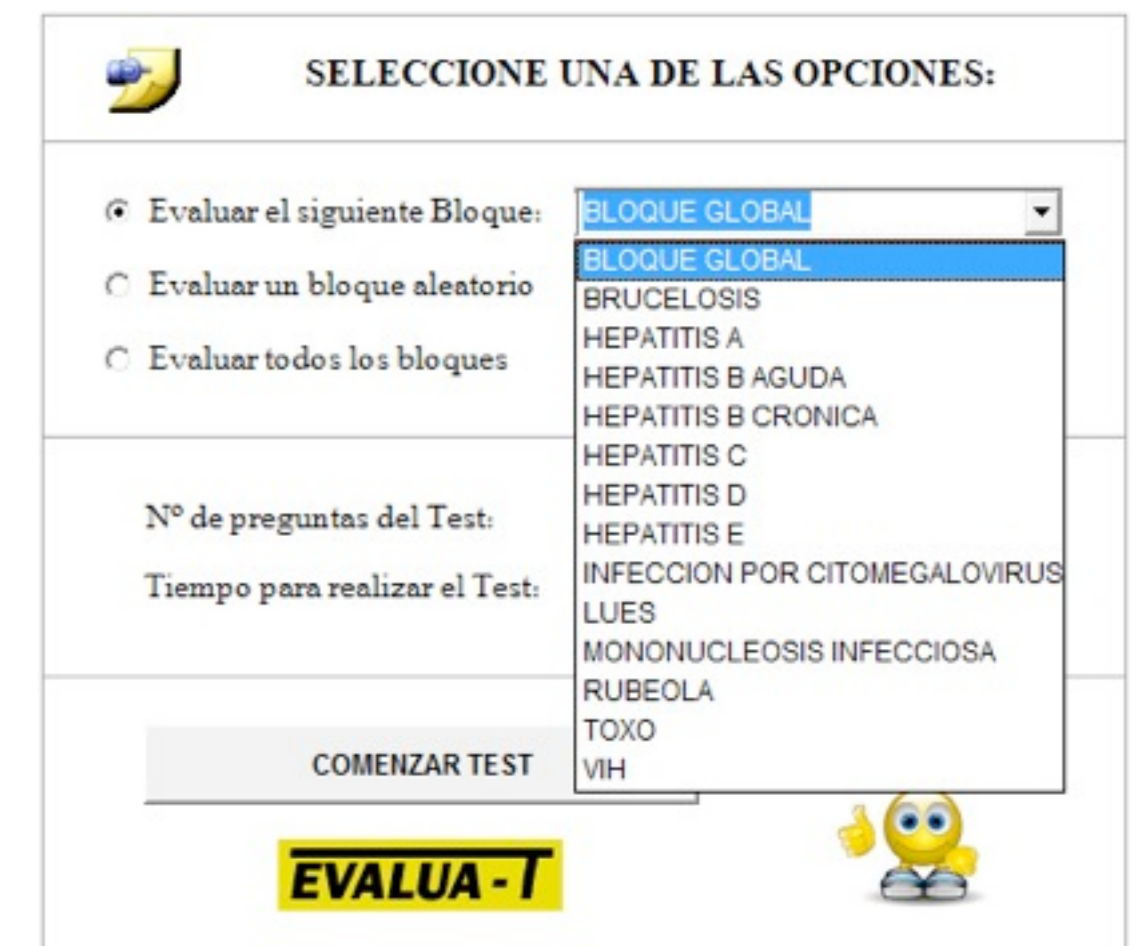 SELECCIONE UNA DE LAS OPCIONES:
Evaluar el siguiente Bloque:
BLOQUE GLOBAL
Evaluar un bloque aleatorio
Evaluar todos los bloques
BLOQUE GLOBAL
BRUCELOSIS
HEPATITIS A
HEPATITIS B AGUDA
HEPATITIS B CRONICA
HEPATITIS C
HEPATITIS D
HEPATITIS E
INFECCION POR CITOMEGALOVIRUS
LUES
MONONUCLEOSIS INFECCIOSA
RUBEOLA
TOXO
VIH
Nº de preguntas del Test:
Tiempo para realizar el Test:
COMENZAR TEST
EVALUA-T